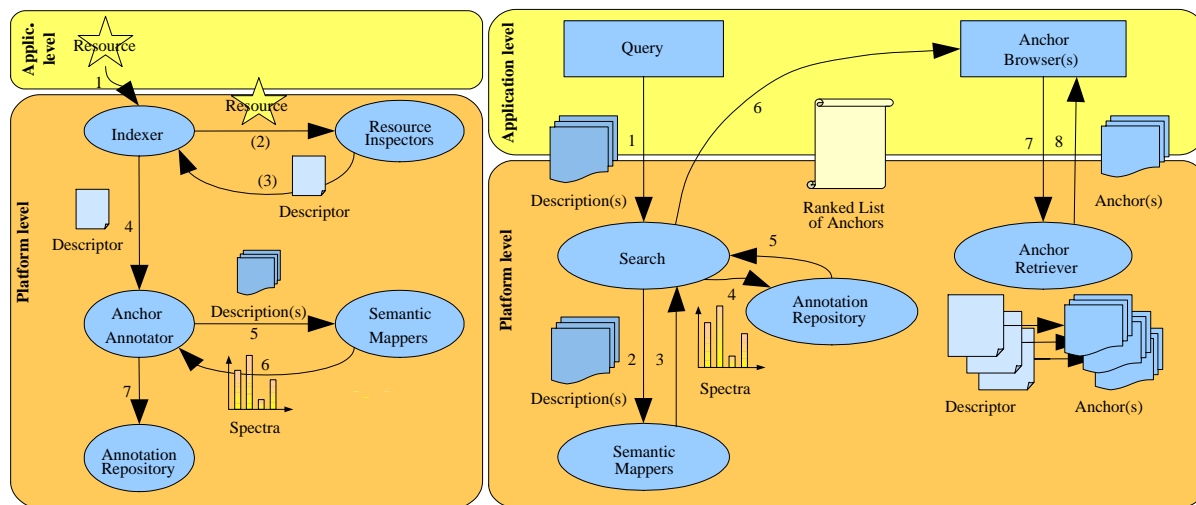 Applic.
level
Resource
1
Resource
Platform level
Indexer
(2)
Resource
Inspectors
(3)
Descriptor
4
Descriptor
Description(s)
Anchor
Annotator
5
Semantic
Mappers
6
7
Spectra
Annotation
Repository
Application level
Query
Anchor
Browser(s)
6
1
7
8
Description(s)
Ranked List
of Anchors
Anchor(s)
Platform level
Search
5
Anchor
Retriever
4
Annotation
Repository
2
3
Description(s)
Spectra
Descriptor
Anchor(s)
Semantic
Mappers